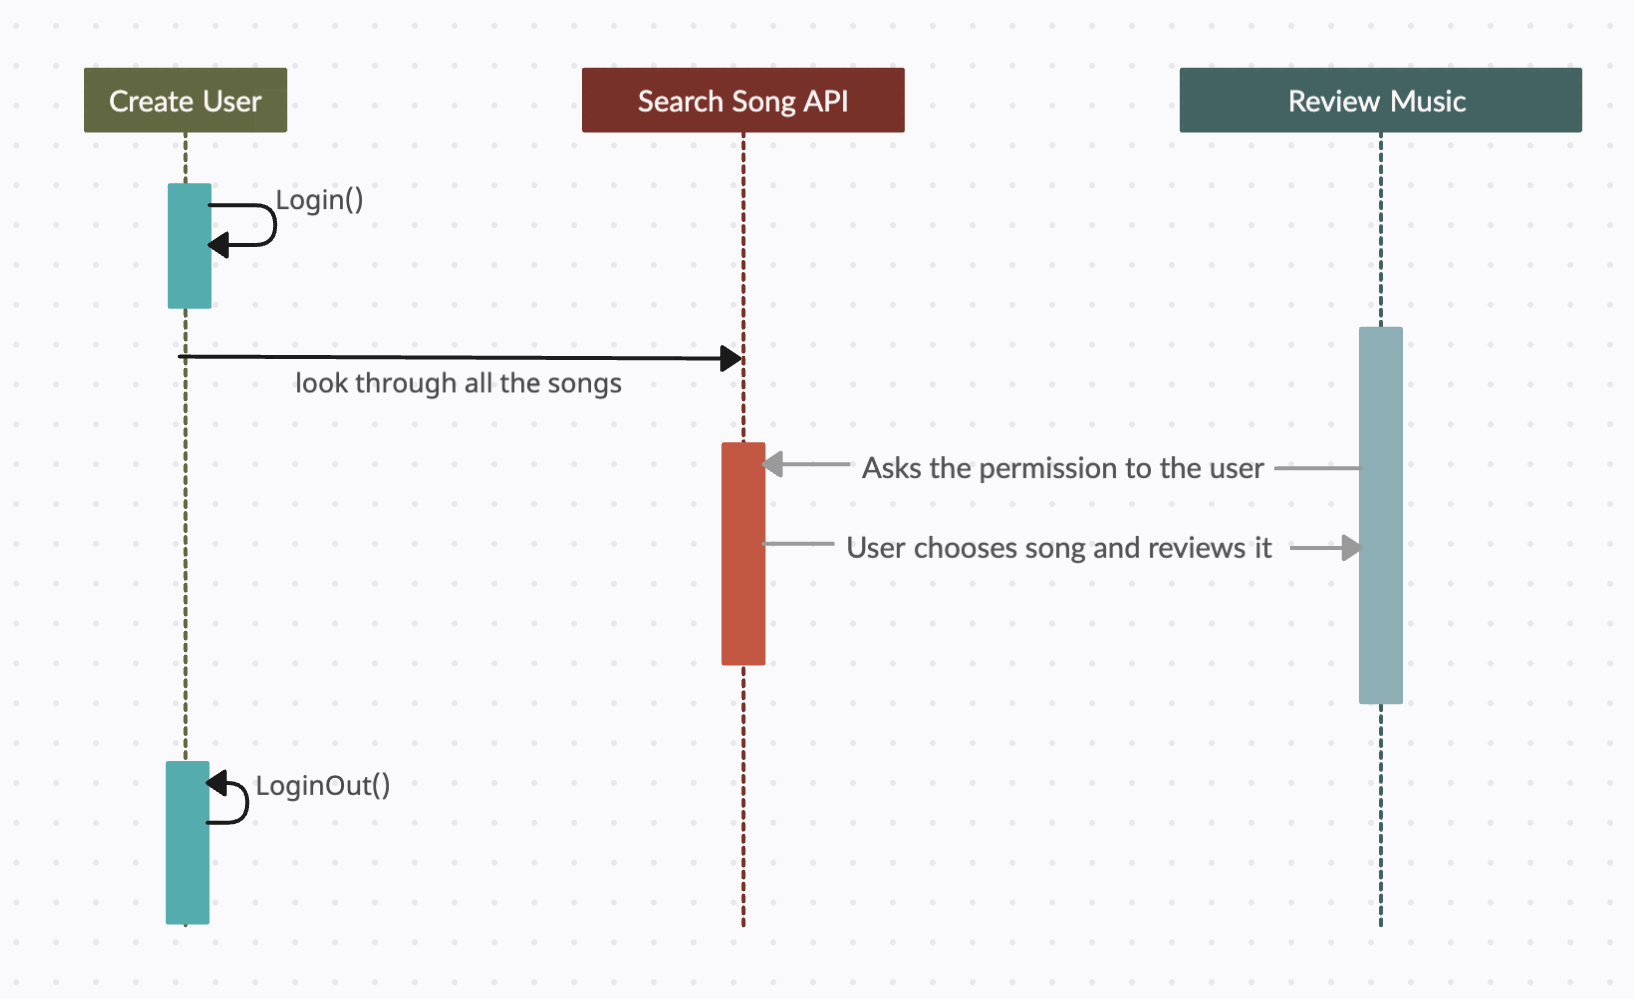 Create User
Search Song API
Review Music
Login()
look through all the songs
Asks the permission to the user
User chooses song and reviews it
LoginOut()